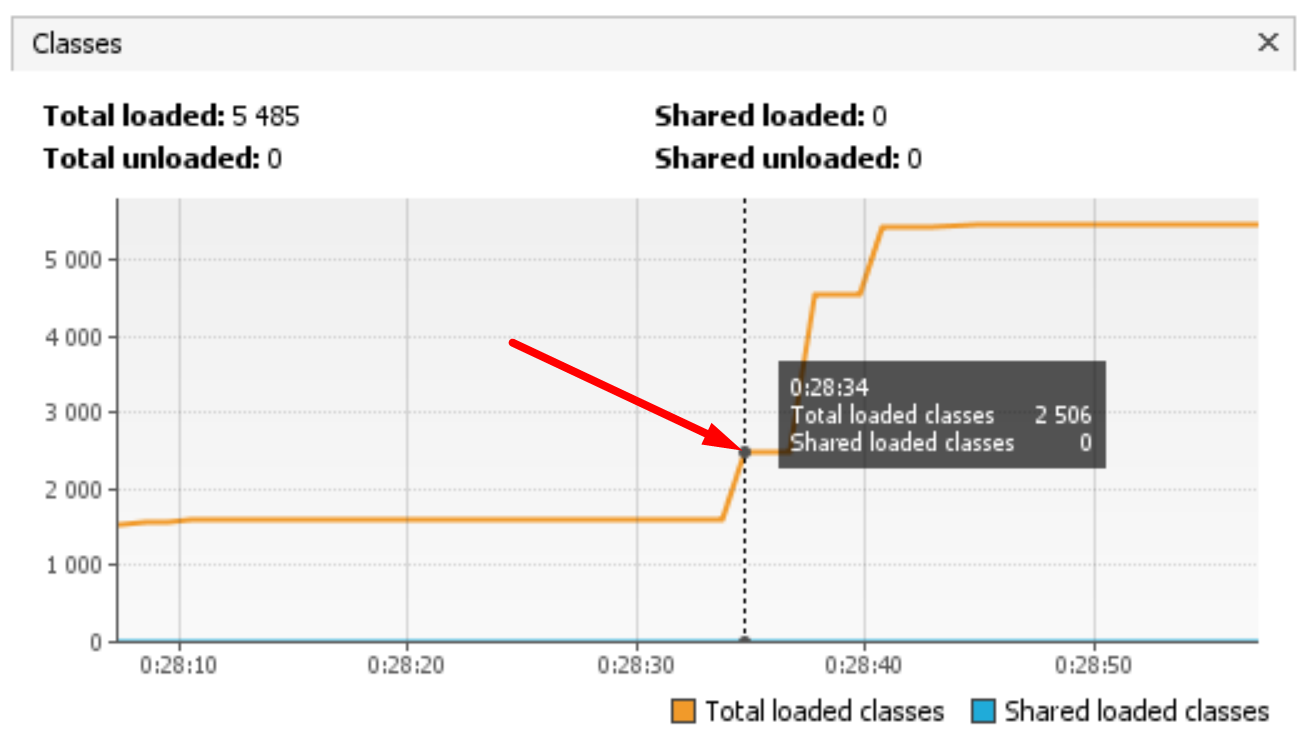 Classes
Total loaded: 5 485
Shared loaded: 0
Total unloaded: 0
Shared unloaded: 0
5 000
4 000
3 000
2 000
1 000
0
0:28:34
Total loaded classes 2 506
Shared loaded classes 0
0:28:10 0:28:20 0:28:30 0:28:40 0:28:50
Total loaded classes Shared loaded classes